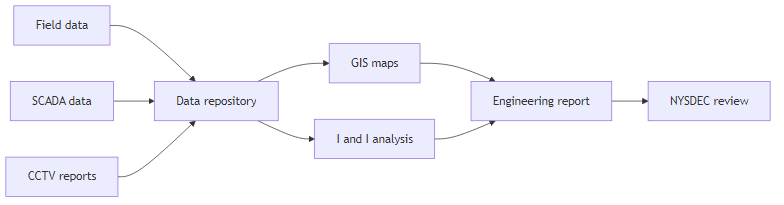 Field data
SCADA data
CCTV reports
Data repository
GIS maps
I and I analysis
Engineering report
NYSDEC review